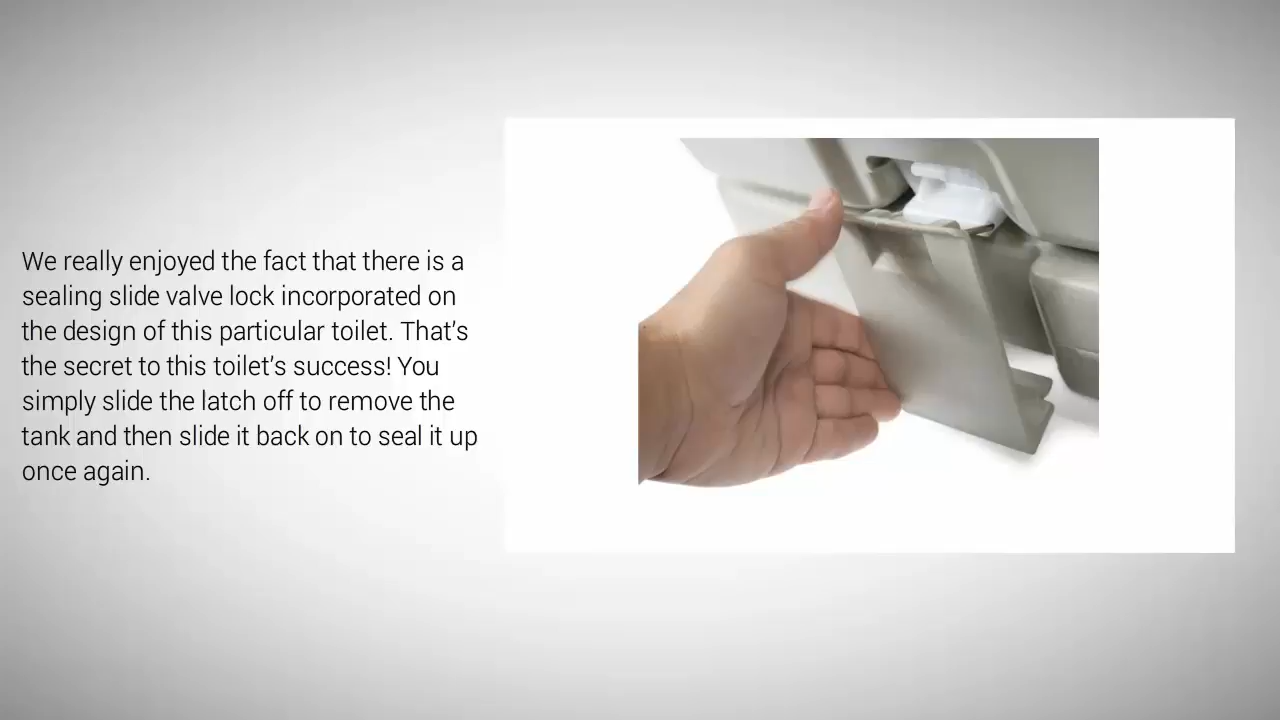 We really enjoyed the fact that there is a
sealing slide valve lock incorporated on
the design of this particular toilet. That's
the secret to this toilet's success! You
simply slide the latch off to remove the
tank and then slide it back on to seal it up
once again.